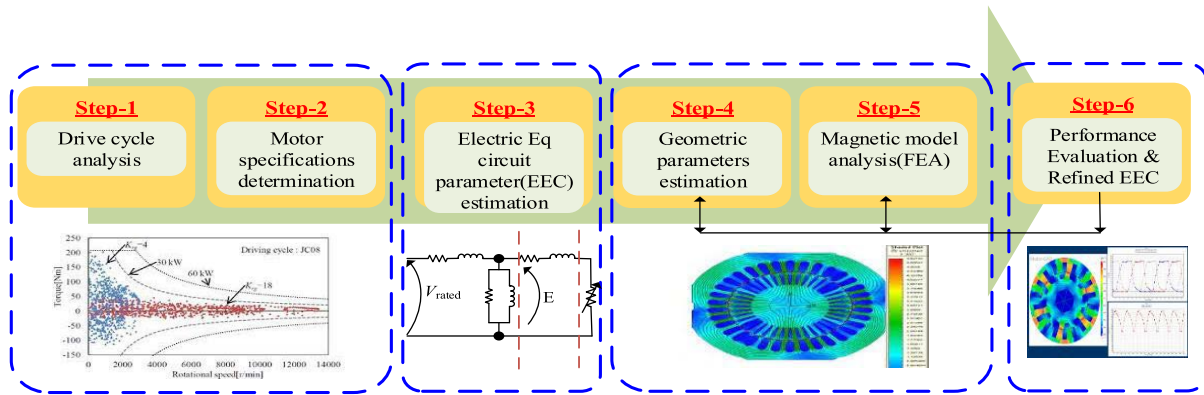 Step-1
Drive cycle
analysis
Step-2
Motor
specifications
determination
Step-3
Electric Eq
circuit
parameter(EEC)
estimation
Step-4
Geometric
parameters
estimation
Step-5
Magnetic model
analysis(FEA)
Step-6
Performance
Evaluation &
Refined EEC
Driving cycle : JC08
30 kW
60 kW
Torque[Nm]
250
200
150
100
50
0
-50
-100
-150
0
2000
4000
6000
8000
10000
12000
14000
Rotational speed[r/min]
Vrated
E